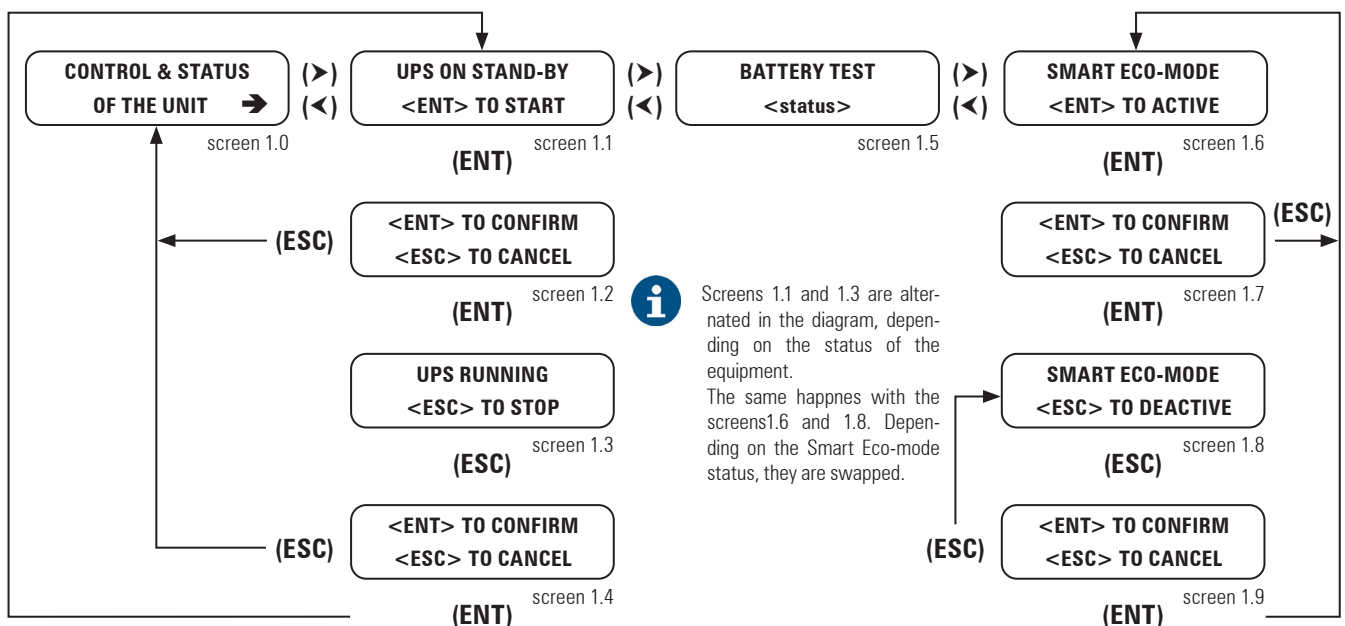 CONTROL & STATUS
OF THE UNIT ➔
screen 1.0
(➤)
(<)
UPS ON STAND-BY
<ENT> TO START
screen 1.1
(➤)
(<)
BATTERY TEST
<status>
screen 1.5
(➤)
(<)
SMART ECO-MODE
<ENT> TO ACTIVE
screen 1.6
(ENT)
(ENT)
(ESC)
<ENT> TO CONFIRM
<ESC> TO CANCEL
screen 1.2
(ENT)
<ENT> TO CONFIRM
<ESC> TO CANCEL
screen 1.7
(ESC)
(ENT)
i
Screens 1.1 and 1.3 are alter-
nated in the diagram, depen-
ding on the status of the
equipment.
The same happnes with the
screens1.6 and 1.8. Depen-
ding on the Smart Eco-mode
status, they are swapped.
UPS RUNNING
<ESC> TO STOP
screen 1.3
(ESC)
SMART ECO-MODE
<ESC> TO DEACTIVE
screen 1.8
(ESC)
(ESC)
<ENT> TO CONFIRM
<ESC> TO CANCEL
screen 1.4
(ENT)
(ESC)
<ENT> TO CONFIRM
<ESC> TO CANCEL
screen 1.9
(ENT)